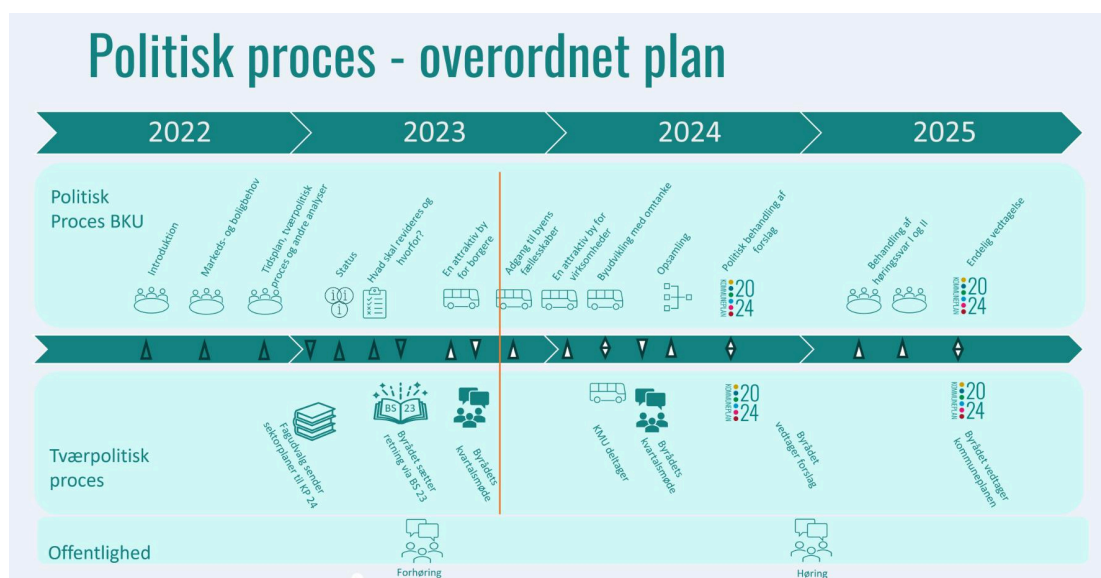 Politisk proces - overordnet plan
2022
2023
2024
2025
Politisk
Proces BKU
Introduktion
Markeds- og boligbehov
Tidsplan, tværpolitisk
proces og andre analyser
Status
Hvad skal revideres og
hvorfor?
En attraktiv by
for borgere
Adgang til byens
fællesskaber
En attraktiv by for
virksomheder
Byudvikling med omtanke
Opsamling
Politisk behandling af
forslag
KOMMUNEPLAN
20
24
Behandling af
høringssvar I og II
Endelig vedtagelse
KOMMUNEPLAN
20
24
Tværpolitisk
proces
Fagudvalg sender
sektorplaner til KP 24
BS 23
Byrådet sætter
retning via BS 23
Byrådets
kvartalsmøde
KMU deltager
Byrådets
kvartalsmøde
KOMMUNEPLAN
20
24
Byrådet
vedtager forslag
KOMMUNEPLAN
20
24
Byrådet vedtager
kommuneplanen
Offentlighed
Forhøring
Høring